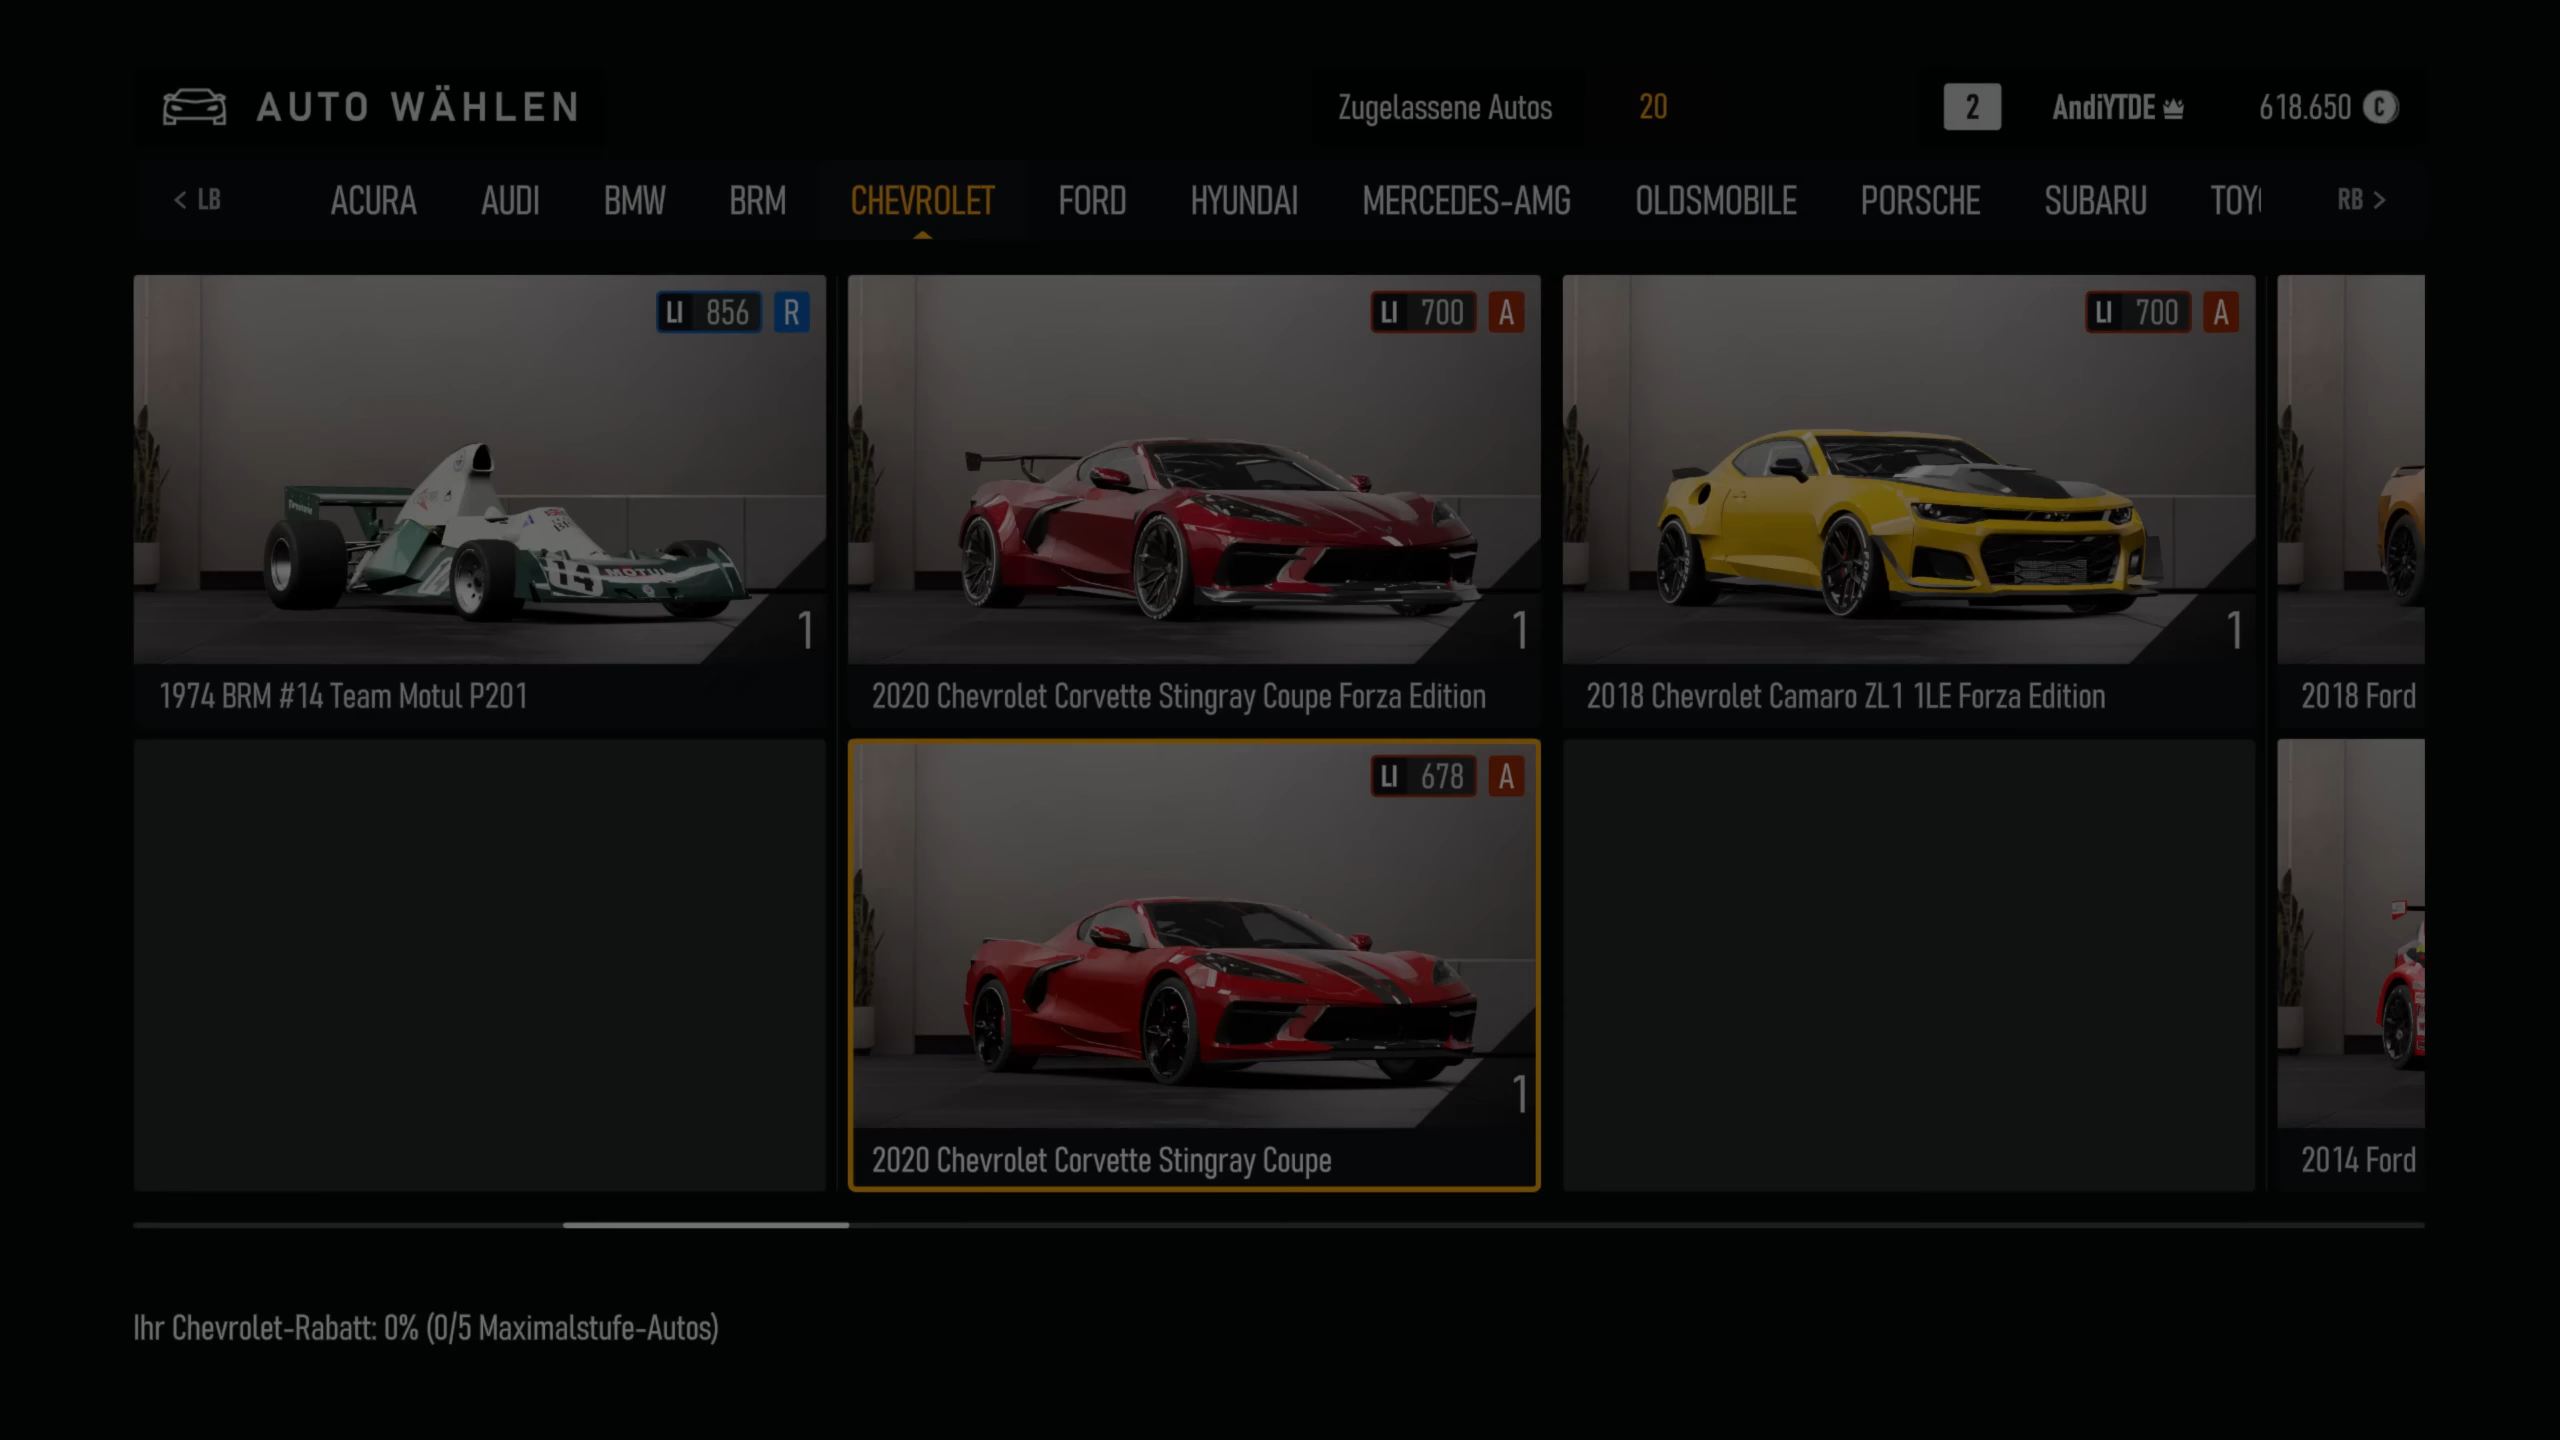 AUTO WÄHLEN
Zugelassene Autos 20
2 AndiYTDE 618.650
< LB ACURA AUDI BMW BRM CHEVROLET FORD HYUNDAI MERCEDES-AMG OLDSMOBILE PORSCHE SUBARU TOY RB >
LI 856 R
LI 700 A
LI 700 A
MOTUL
1
1
1
1974 BRM #14 Team Motul P201
2020 Chevrolet Corvette Stingray Coupe Forza Edition
2018 Chevrolet Camaro ZL1 1LE Forza Edition
2018 Ford
LI 678 A
1
2020 Chevrolet Corvette Stingray Coupe
2014 Ford
Ihr Chevrolet-Rabatt: 0% (0/5 Maximalstufe-Autos)